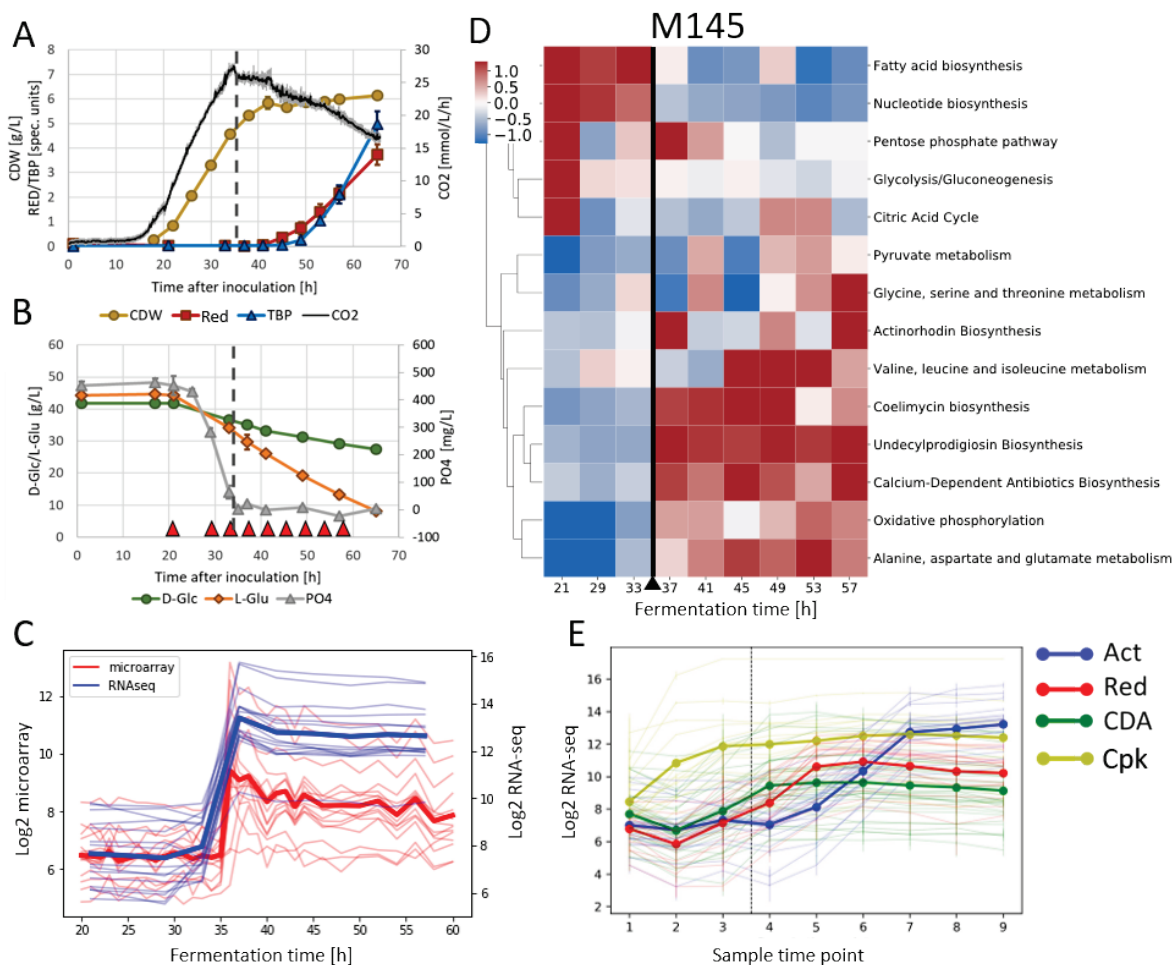 A
CDW [g/L]
RED/TBP [spec. units]
8
7
6
5
4
3
2
1
0
30
25
20
15
10
5
0
CO2 [mmol/L/h]
0 10 20 30 40 50 60 70
Time after inoculation [h]
CDW Red TBP CO2
B
D-Glc/L-Glu [g/L]
60
50
40
30
20
10
0
600
500
400
300
200
100
0
-100
PO4 [mg/L]
0 10 20 30 40 50 60 70
Time after inoculation [h]
D-Glc L-Glu PO4
C
microarray
RNAseq
Log2 microarray
12
10
8
6
16
14
12
10
8
6
Log2 RNA-seq
20 25 30 35 40 45 50 55 60
Fermentation time [h]
D
M145
1.0
0.5
0.0
−0.5
−1.0
Fatty acid biosynthesis
Nucleotide biosynthesis
Pentose phosphate pathway
Glycolysis/Gluconeogenesis
Citric Acid Cycle
Pyruvate metabolism
Glycine, serine and threonine metabolism
Actinorhodin Biosynthesis
Valine, leucine and isoleucine metabolism
Coelimycin biosynthesis
Undecylprodigiosin Biosynthesis
Calcium-Dependent Antibiotics Biosynthesis
Oxidative phosphorylation
Alanine, aspartate and glutamate metabolism
21 29 33 37 41 45 49 53 57
Fermentation time [h]
E
Log2 RNA-seq
16
14
12
10
8
6
4
2
1 2 3 4 5 6 7 8 9
Sample time point
Act
Red
CDA
Cpk